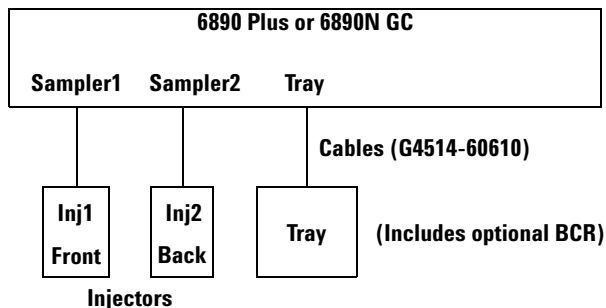 6890 Plus or 6890N GC
Sampler1 Sampler2 Tray
Cables (G4514-60610)
Inj1 Inj2
Tray (Includes optional BCR)
Front Back
Injectors